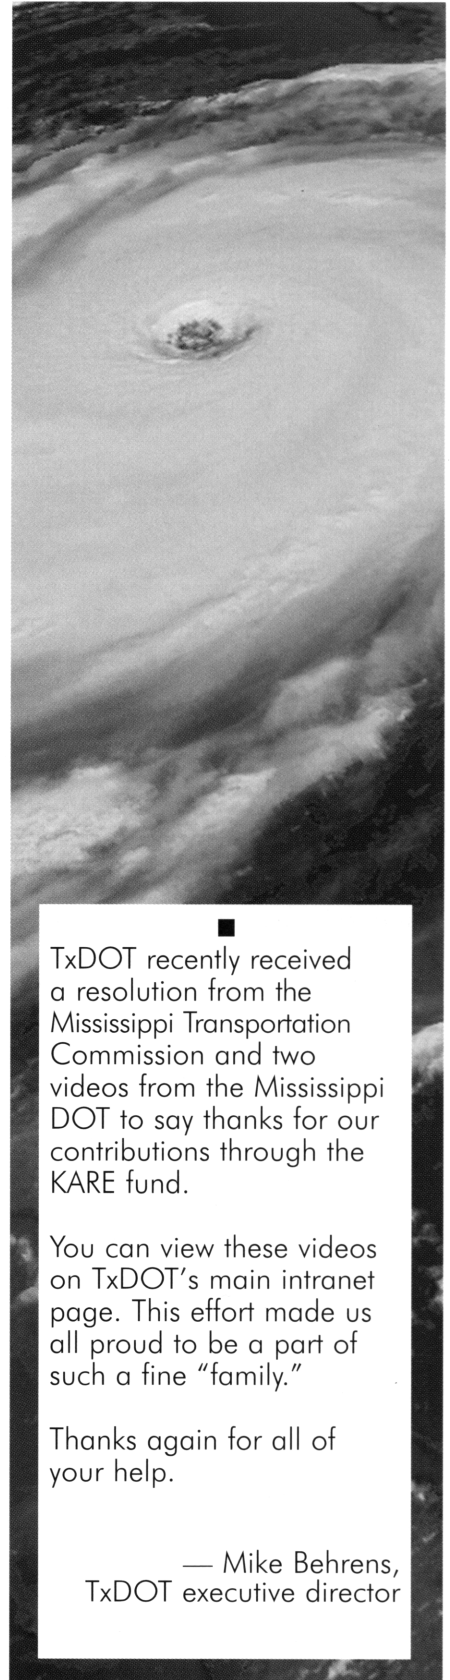 TxDOT recently received
a resolution from the
Mississippi Transportation
Commission and two
videos from the Mississippi
DOT to say thanks for our
contributions through the
KARE fund.
You can view these videos
on TxDOT's main intranet
page. This effort made us
all proud to be a part of
such a fine “family.”
Thanks again for all of
your help.
— Mike Behrens,
TxDOT executive director